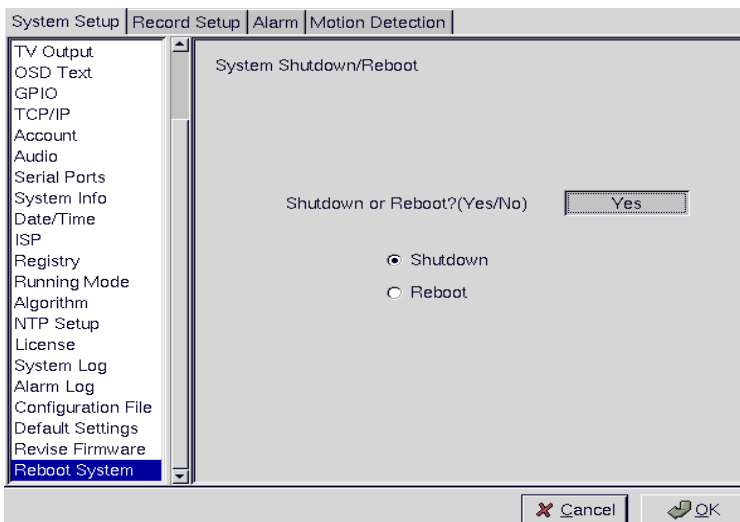 System Setup Record Setup Alarm Motion Detection
TV Output
OSD Text
GPIO
TCP/IP
Account
Audio
Serial Ports
System Info
Date/Time
ISP
Registry
Running Mode
Algorithm
NTP Setup
License
System Log
Alarm Log
Configuration File
Default Settings
Revise Firmware
Reboot System
System Shutdown/Reboot
Shutdown or Reboot?(Yes/No) Yes
Shutdown
Reboot
Cancel OK